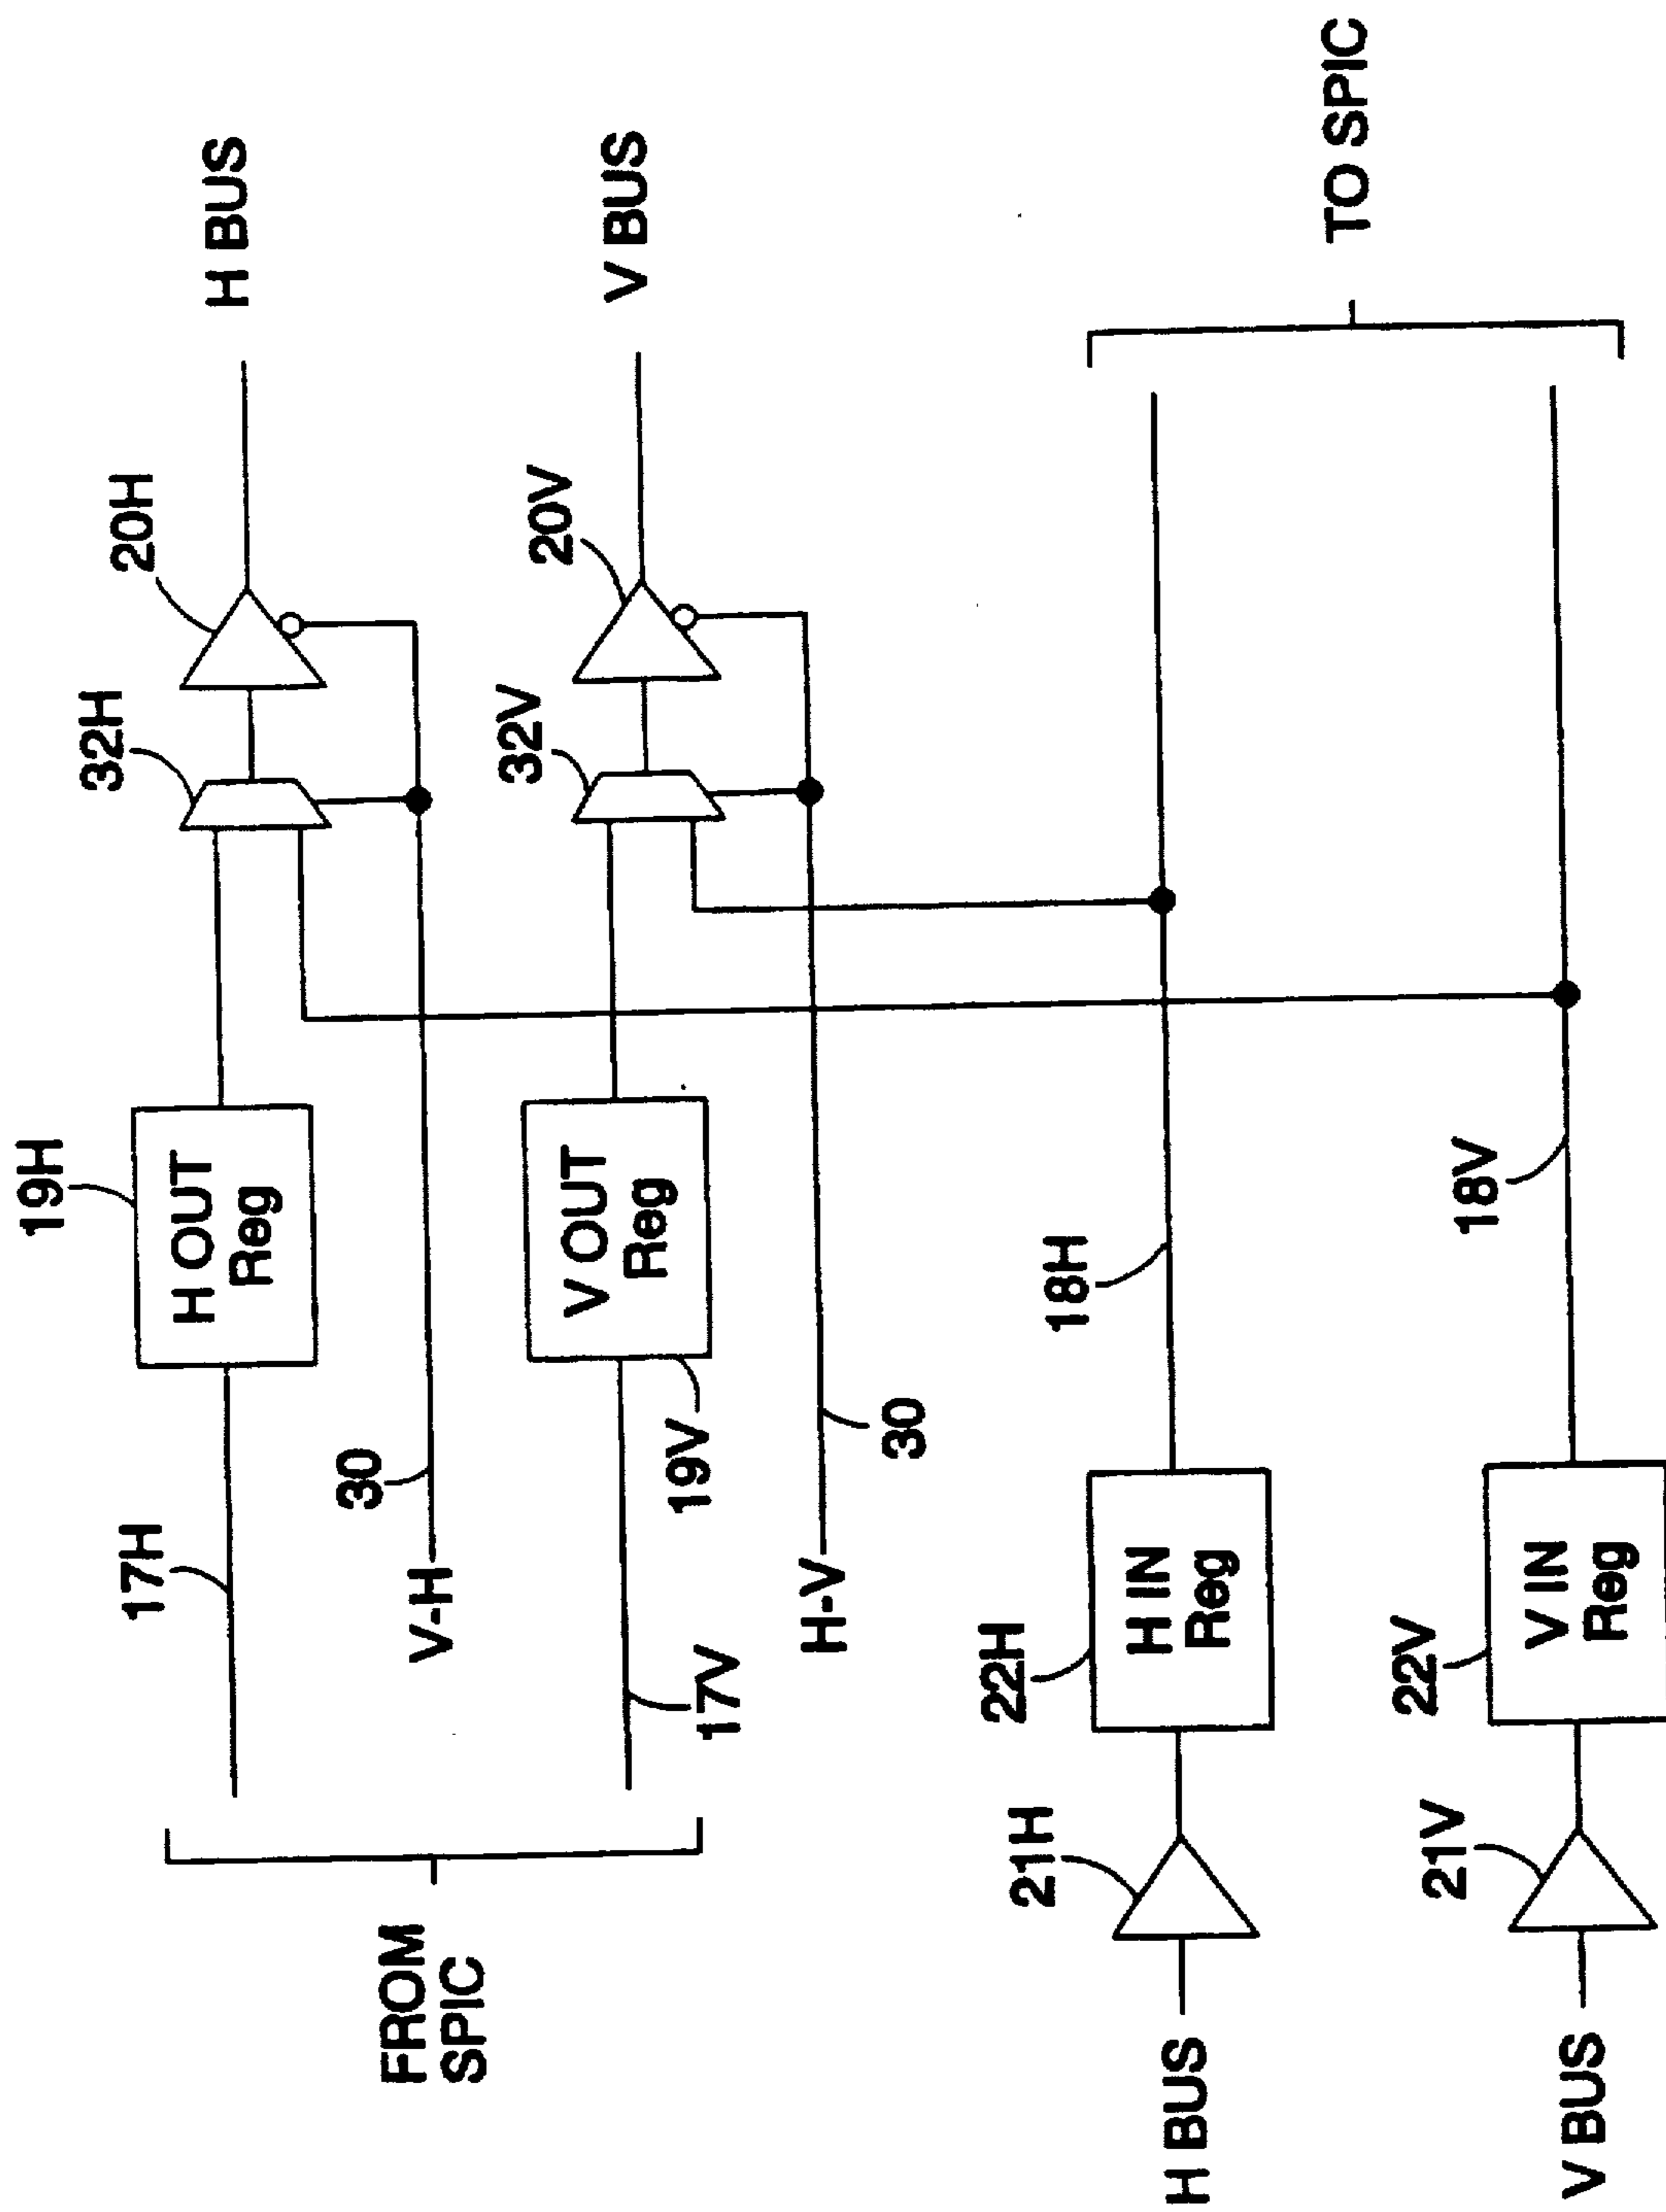 20H
H BUS
32H
19H
H OUT
Reg
17H
30
V-H
20V
V BUS
32V
V OUT
Reg
19V
17V
FROM
SPIC
H-V
30
TO SPIC
18H
22H
H IN
Reg
21H
H BUS
18V
22V
V IN
Reg
21V
V BUS